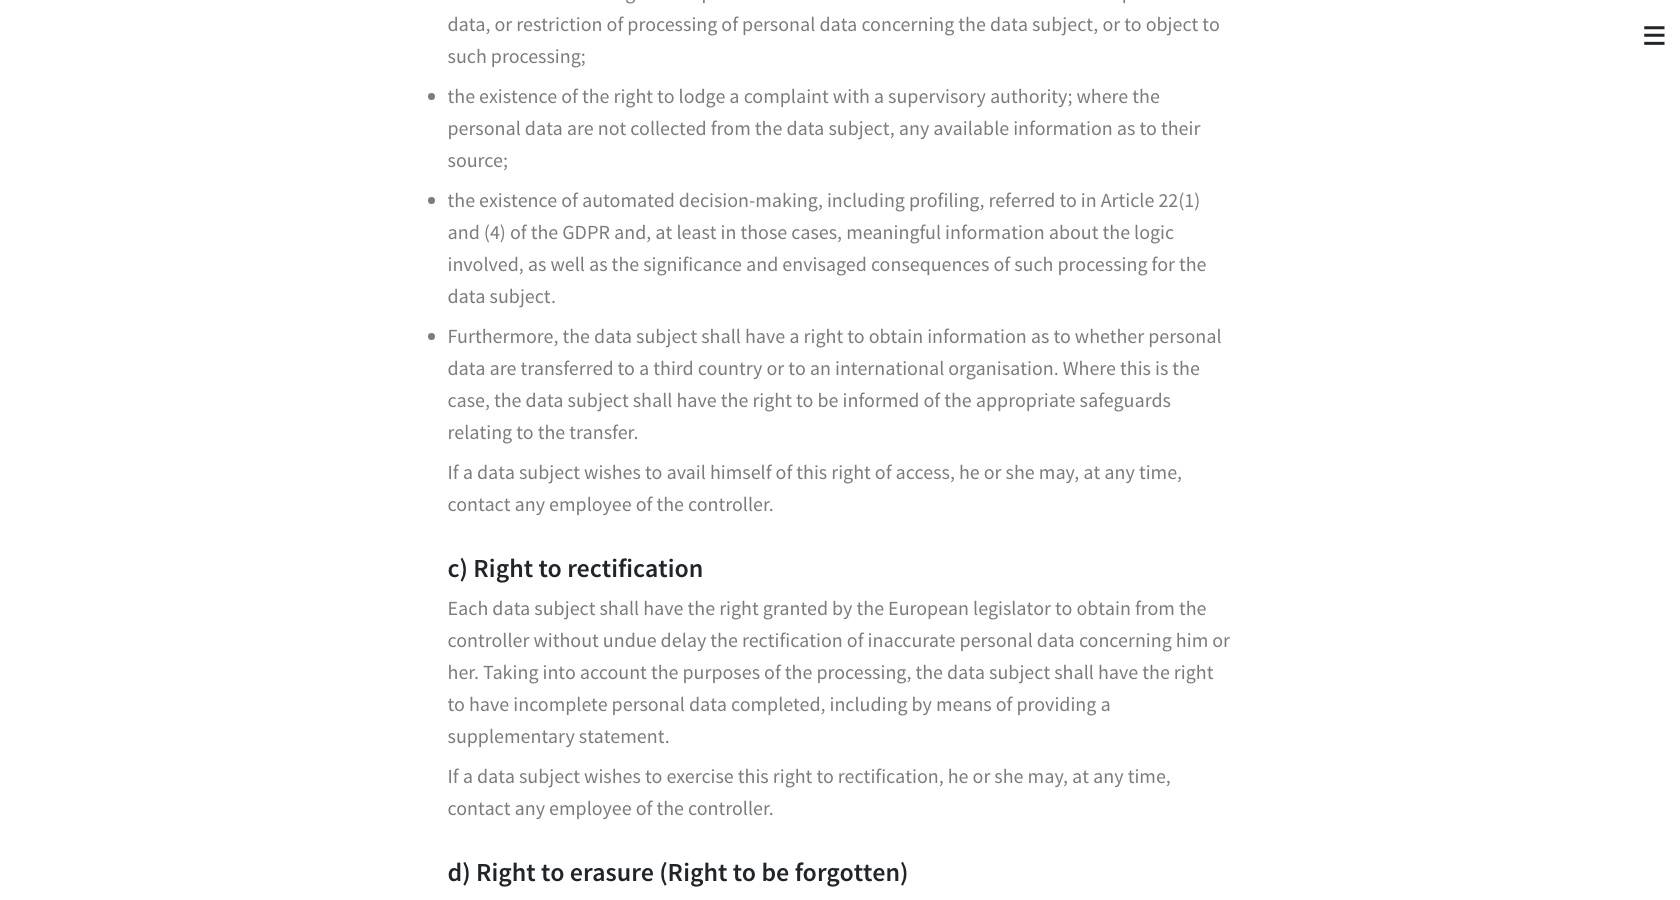 data, or restriction of processing of personal data concerning the data subject, or to object to
such processing;
the existence of the right to lodge a complaint with a supervisory authority; where the
personal data are not collected from the data subject, any available information as to their
source;
the existence of automated decision-making, including profiling, referred to in Article 22(1)
and (4) of the GDPR and, at least in those cases, meaningful information about the logic
involved, as well as the significance and envisaged consequences of such processing for the
data subject.
Furthermore, the data subject shall have a right to obtain information as to whether personal
data are transferred to a third country or to an international organisation. Where this is the
case, the data subject shall have the right to be informed of the appropriate safeguards
relating to the transfer.
If a data subject wishes to avail himself of this right of access, he or she may, at any time,
contact any employee of the controller.
c) Right to rectification
Each data subject shall have the right granted by the European legislator to obtain from the
controller without undue delay the rectification of inaccurate personal data concerning him or
her. Taking into account the purposes of the processing, the data subject shall have the right
to have incomplete personal data completed, including by means of providing a
supplementary statement.
If a data subject wishes to exercise this right to rectification, he or she may, at any time,
contact any employee of the controller.
d) Right to erasure (Right to be forgotten)